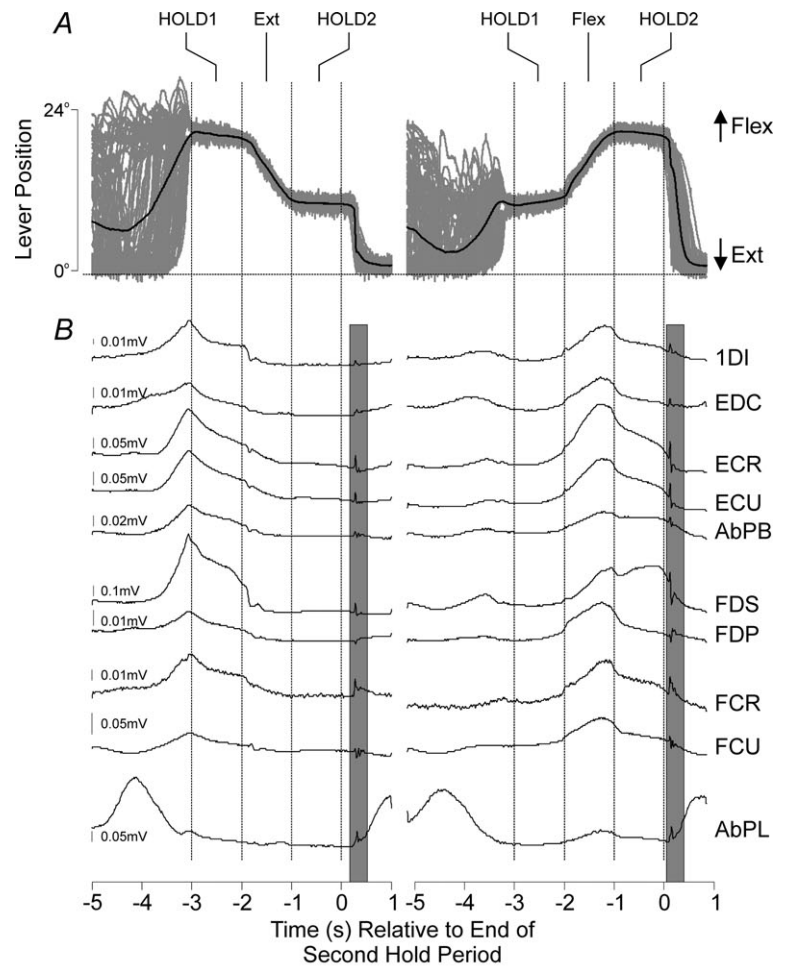 A
HOLD1 Ext HOLD2 HOLD1 Flex HOLD2
24°
Flex
Lever Position
Ext
0°
B
0.01mV 1DI
0.01mV EDC
0.05mV ECR
0.05mV ECU
0.02mV AbPB
0.1mV FDS
0.01mV FDP
0.01mV FCR
0.05mV FCU
0.05mV AbPL
-5 -4 -3 -2 -1 0 1 -5 -4 -3 -2 -1 0 1
Time (s) Relative to End of
Second Hold Period